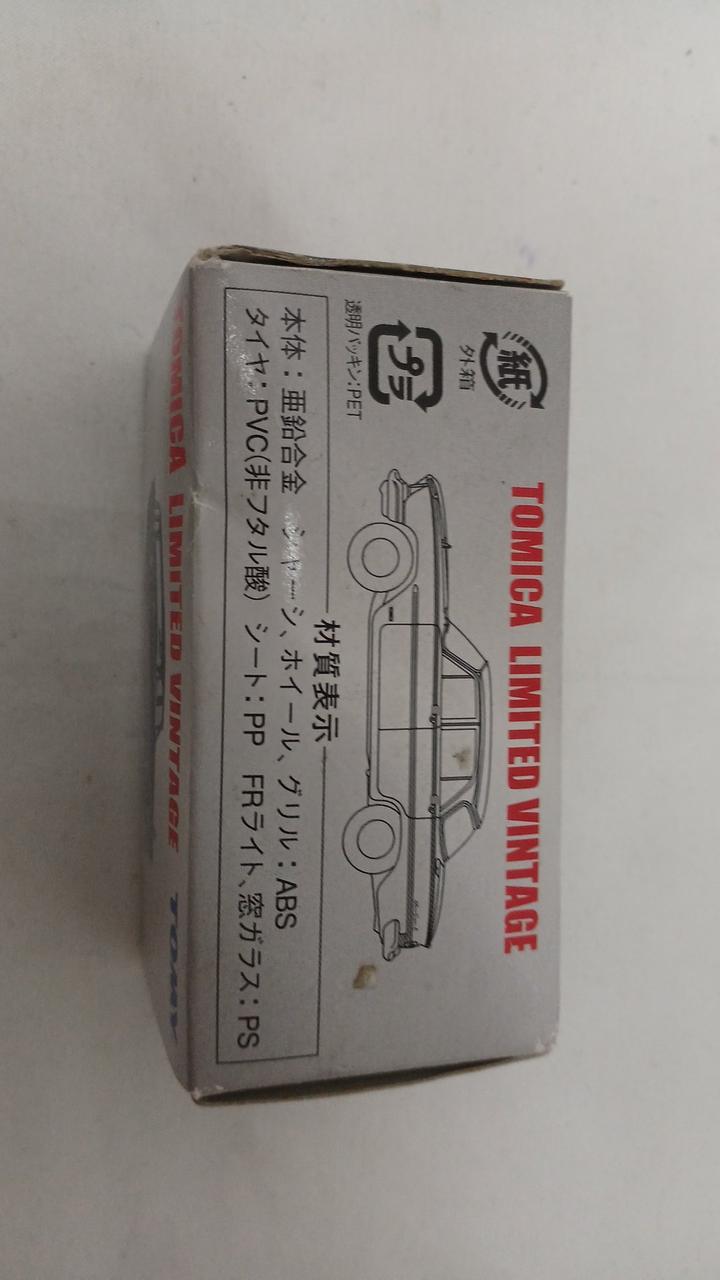 TOMICA LIMITED VINTAGE
紙
外箱
プラ
透明パッキン:PET
材質表示
本体:亜鉛合金 シャーシ、ホイール、グリル:ABS
タイヤ:PVC(非フタル酸) シート:PP FRライト、窓ガラス:PS
TOMICA LIMITED VINTAGE TOMY